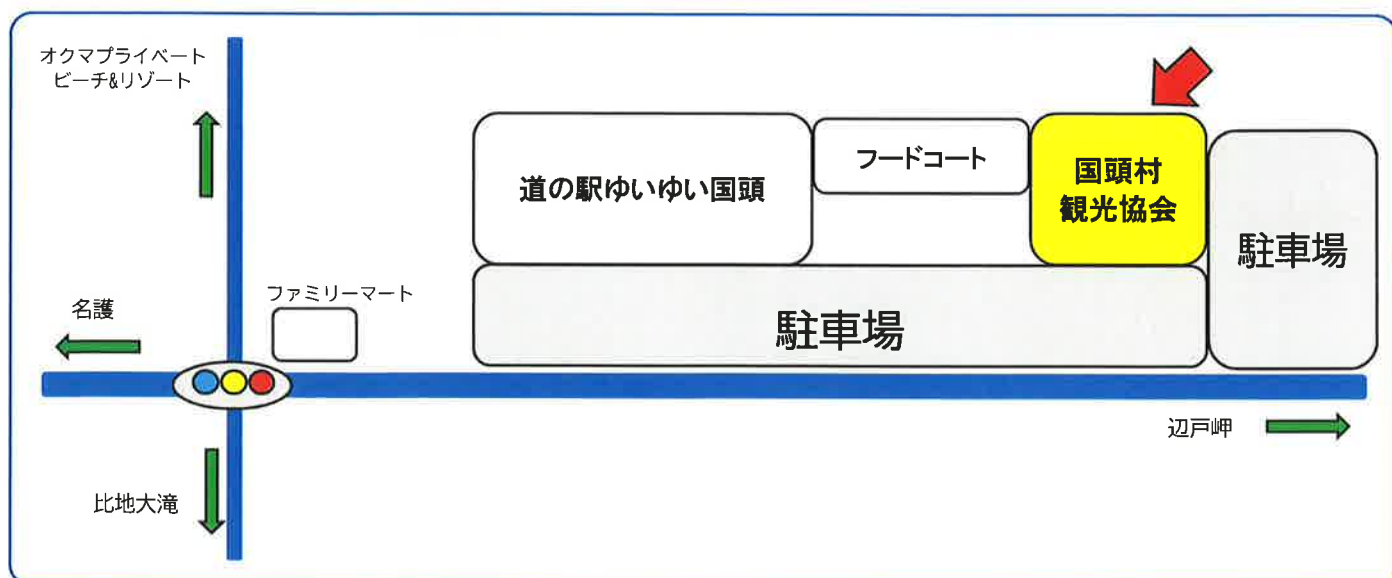 オクマプライベート
ビーチ&リゾート
道の駅ゆいゆい国頭
フードコート
国頭村
観光協会
駐車場
名護
ファミリーマート
駐車場
辺戸岬
比地大滝